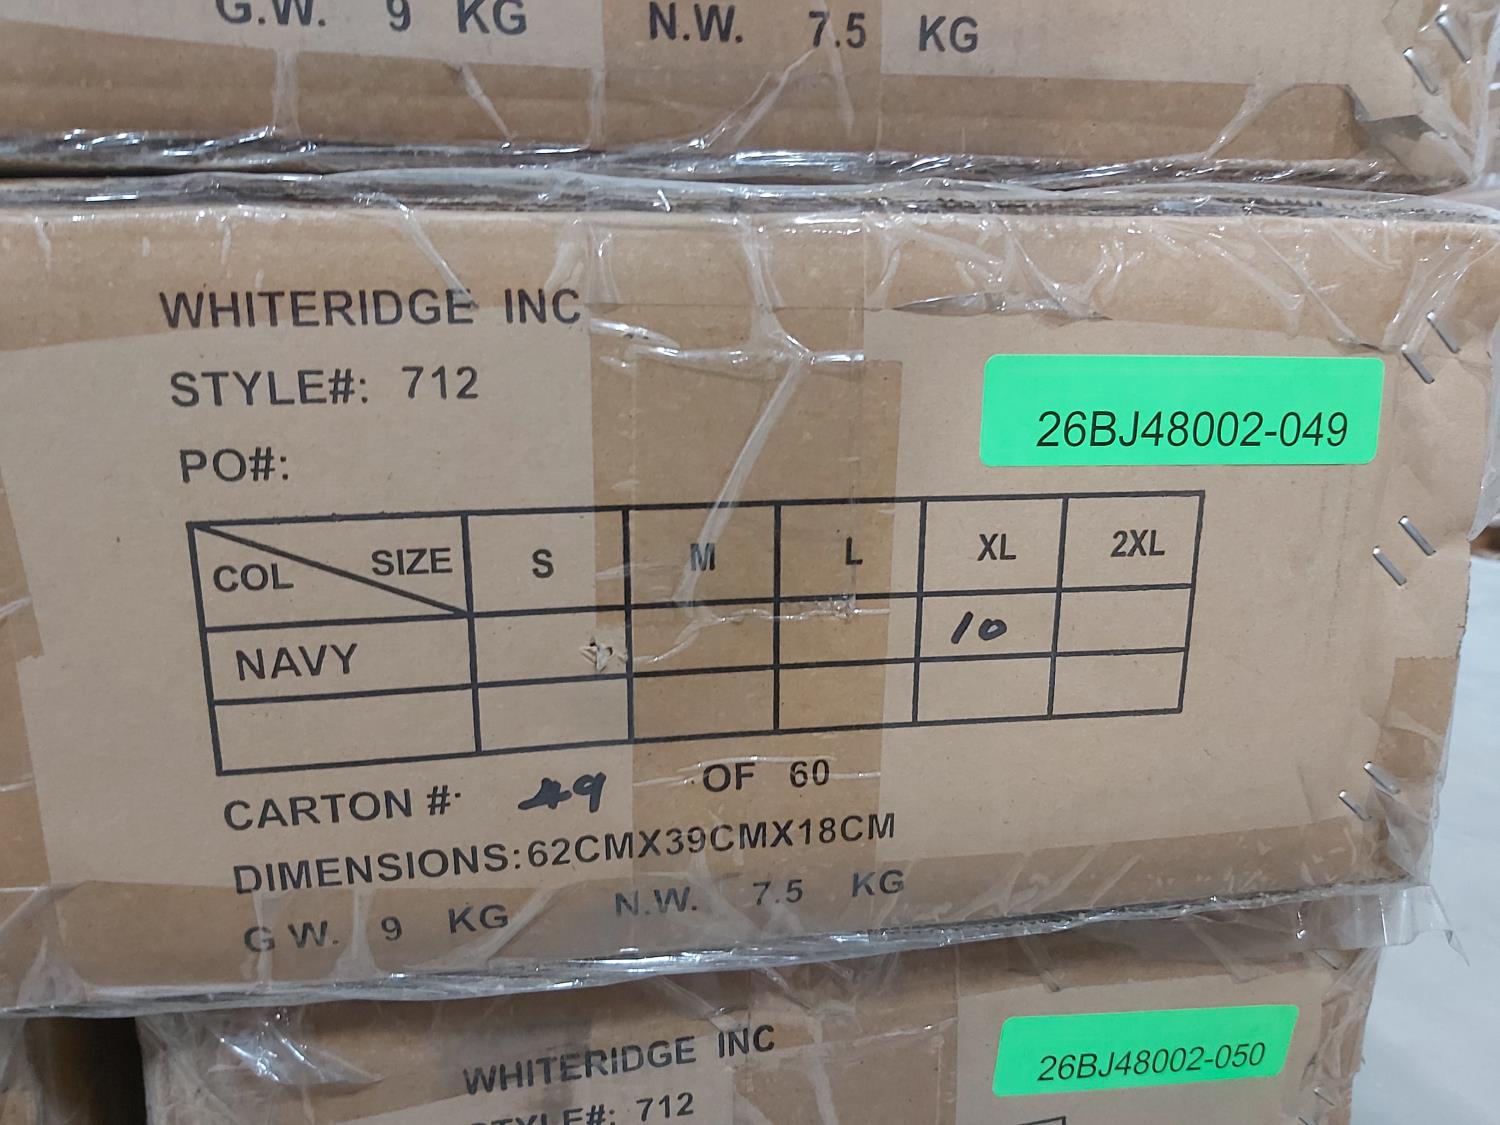 G.W. 9 KG N.W. 7.5 KG
WHITERIDGE INC
STYLE#: 712
26BJ48002-049
PO#:
COL SIZE S M L XL 2XL
NAVY 10
CARTON #: 49 OF 60
DIMENSIONS:62CMX39CMX18CM
G.W. 9 KG N.W. 7.5 KG
WHITERIDGE INC
26BJ48002-050
STYLE#: 712